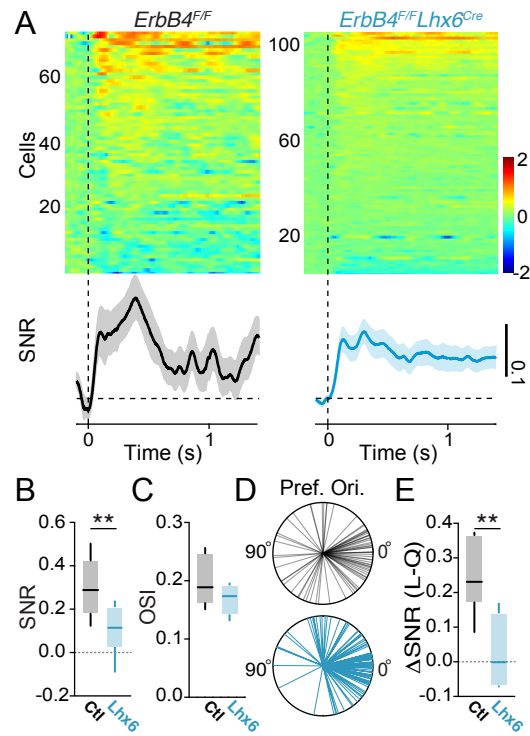 A
ErbB4F/F
ErbB4F/FLhx6Cre
Cells
60
40
20
100
60
20
2
0
-2
SNR
0.1
0
1
0
1
Time (s)
Time (s)
B
C
D
E
SNR
0.6
0.4
0.2
0.0
-0.2
**
Ctl
Lhx6
OSI
0.3
0.2
0.1
0.0
Ctl
Lhx6
Pref. Ori.
90°
0°
90°
0°
ΔSNR (L-Q)
0.4
0.3
0.2
0.1
0.0
-0.1
**
Ctl
Lhx6